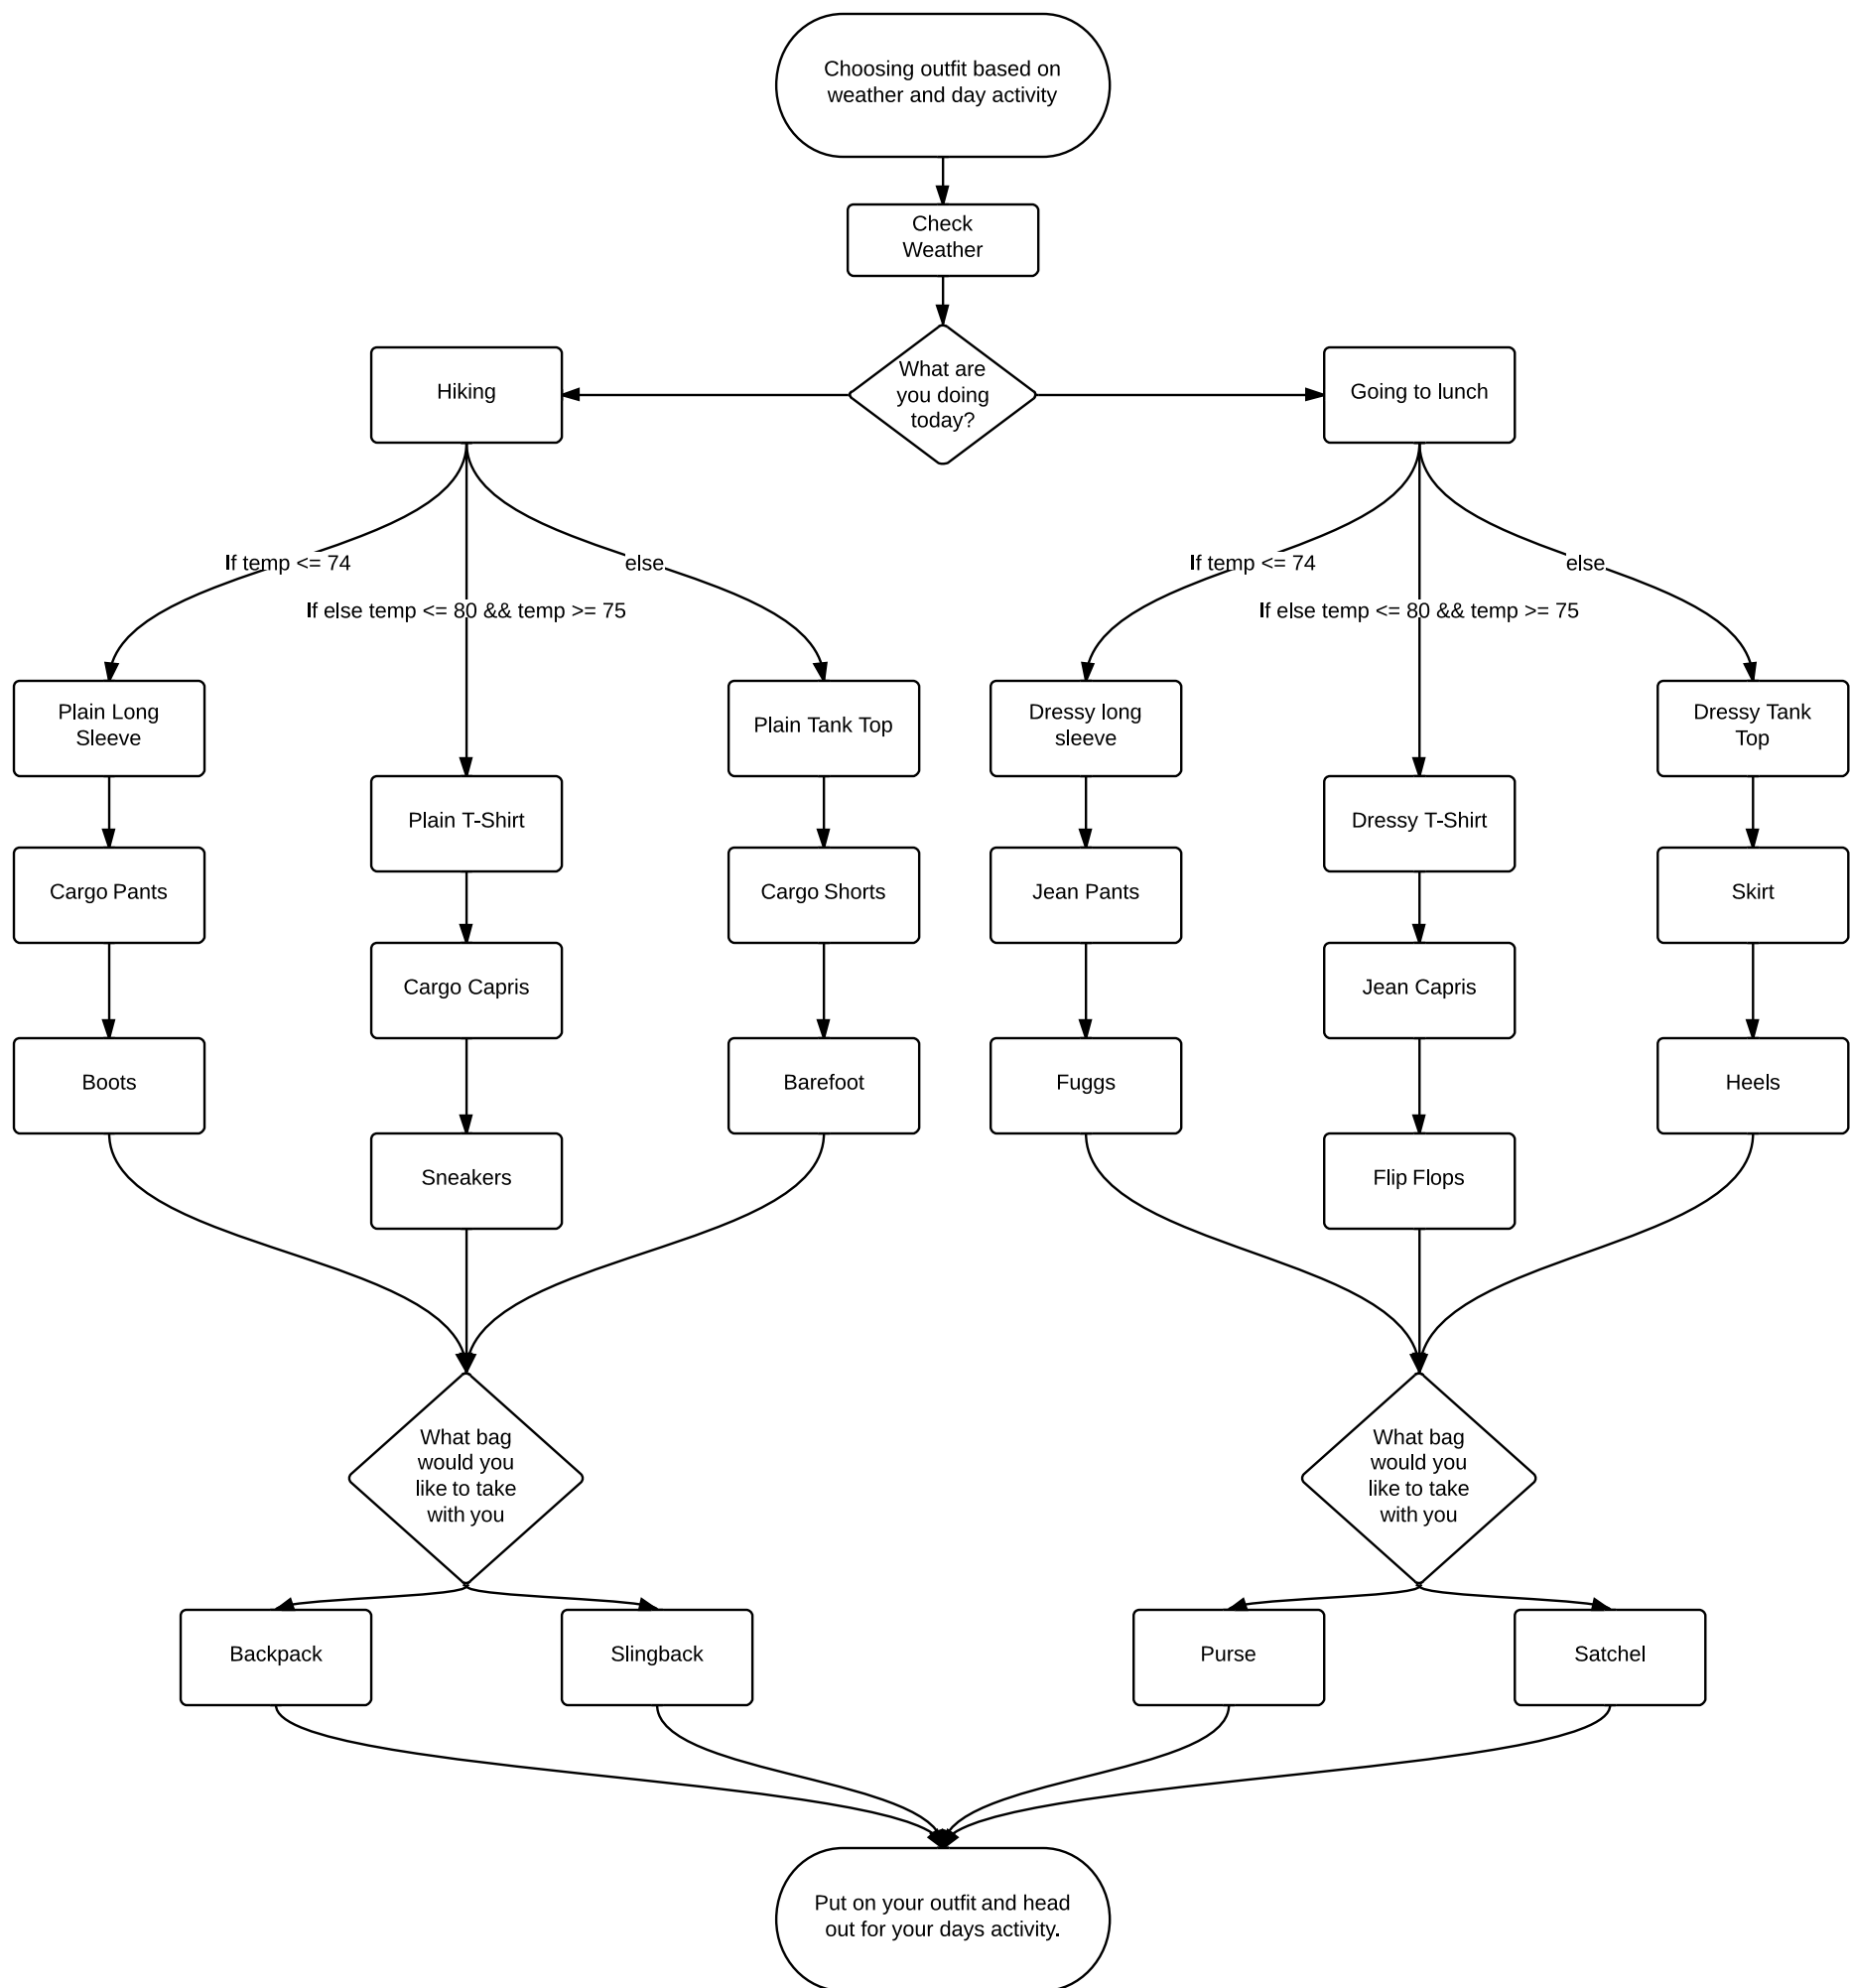 Choosing outfit based on
weather and day activity
Check
Weather
Hiking
What are
you doing
today?
Going to lunch
If temp <= 74
else
If temp <= 74
else
If else temp <= 80 && temp >= 75
If else temp <= 80 && temp >= 75
Plain Long
Sleeve
Plain Tank Top
Dressy long
sleeve
Dressy Tank
Top
Plain T-Shirt
Dressy T-Shirt
Cargo Pants
Cargo Shorts
Jean Pants
Skirt
Cargo Capris
Jean Capris
Boots
Barefoot
Fuggs
Heels
Sneakers
Flip Flops
What bag
would you
like to take
with you
What bag
would you
like to take
with you
Backpack
Slingback
Purse
Satchel
Put on your outfit and head
out for your days activity.